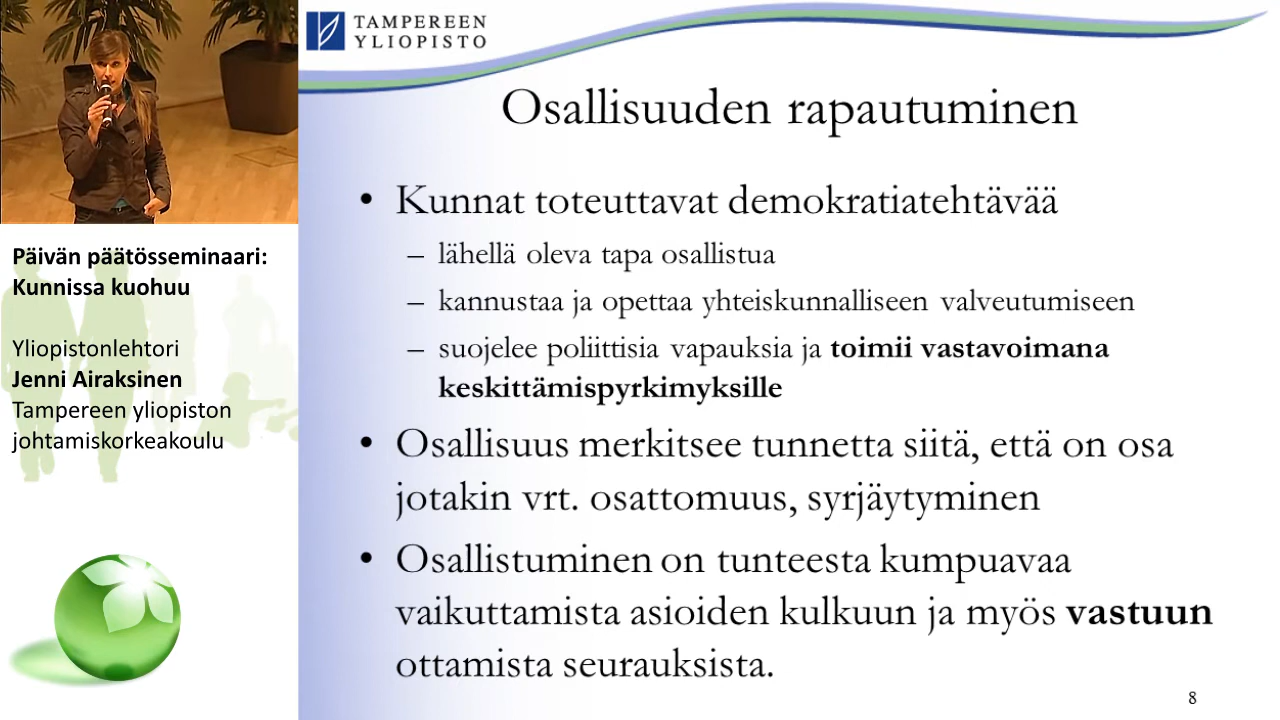 TAMPEREEN
YLIOPISTO
Osallisuuden rapautuminen
• Kunnat toteuttavat demokratiatehtävää
– lähellä oleva tapa osallistua
– kannustaa ja opettaa yhteiskunnalliseen valveutumiseen
– suojelee poliittisia vapauksia ja toimii vastavoimana
keskittämispyrkimyksille
• Osallisuus merkitsee tunnetta siitä, että on osa
jotakin vrt. osattomuus, syrjäytyminen
• Osallistuminen on tunteesta kumpuavaa
vaikuttamista asioiden kulkuun ja myös vastuun
ottamista seurauksista.
8
Päivän päätösseminaari:
Kunnissa kuohuu
Yliopistonlehtori
Jenni Airaksinen
Tampereen yliopiston
johtamiskorkeakoulu